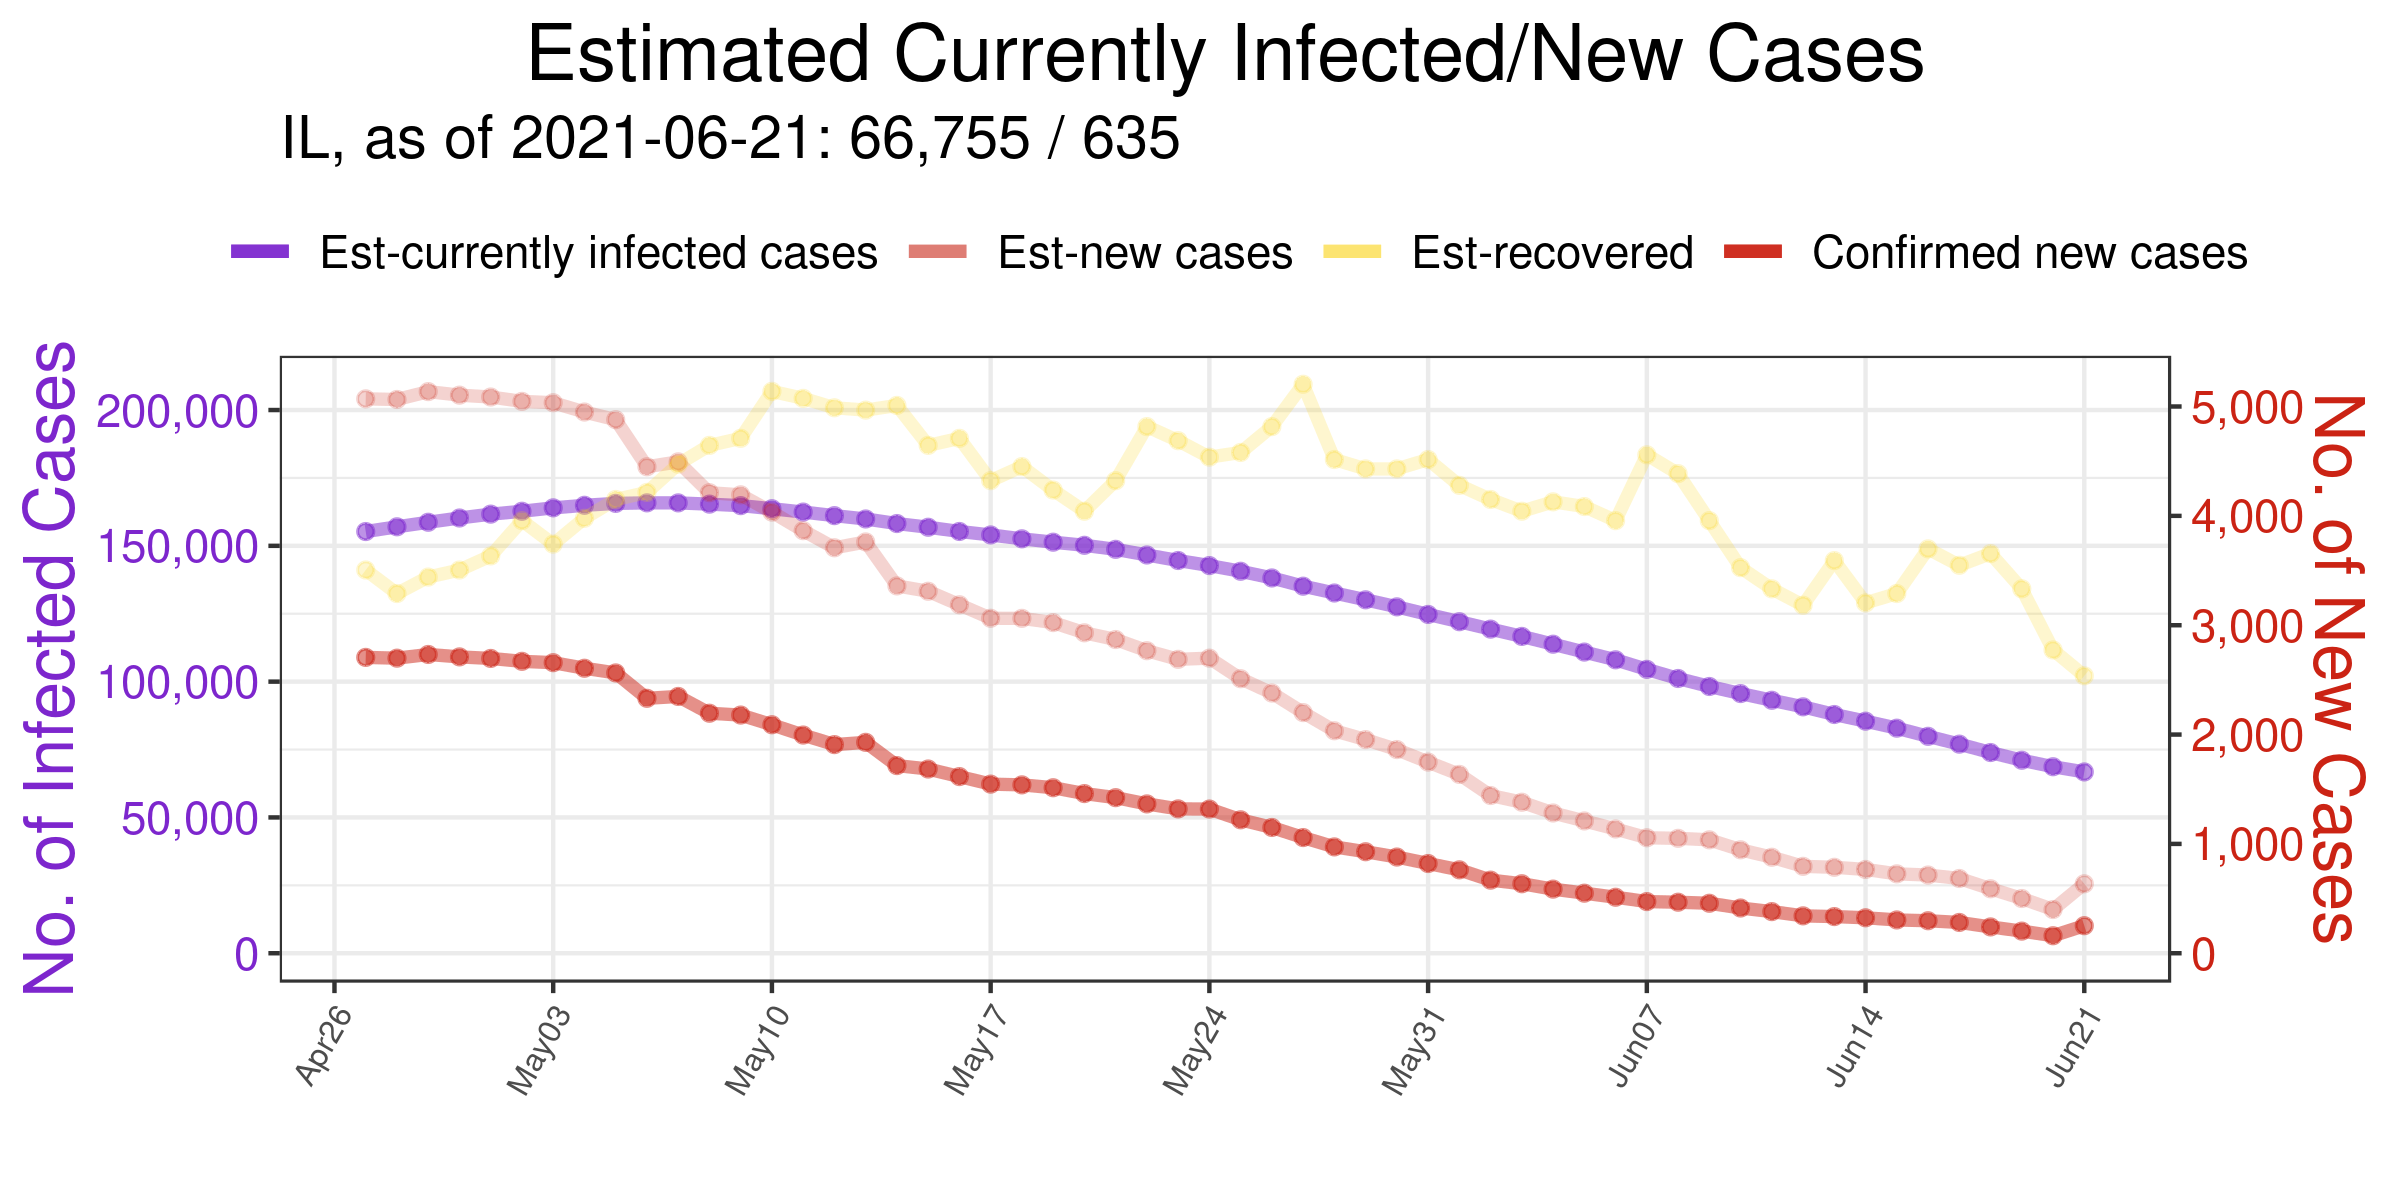 Estimated Currently Infected/New Cases
IL, as of 2021-06-21: 66,755 / 635
Est-currently infected cases Est-new cases Est-recovered Confirmed new cases
No. of Infected Cases
200,000
150,000
100,000
50,000
0
5,000
4,000
3,000
2,000
1,000
0
No. of New Cases
Apr26 May03 May10 May17 May24 May31 Jun07 Jun14 Jun21